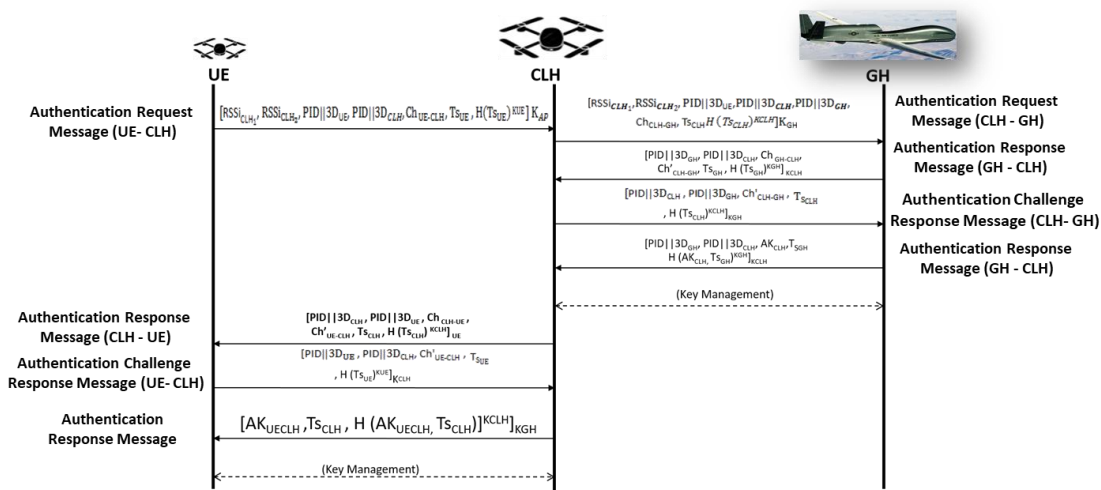 UE
CLH
GH
Authentication Request
Message (UE- CLH)
[RSSi_CLH₁, RSSi_CLH₂, PID||3D_UE, PID||3D_CLH, Ch_UE-CLH, Ts_UE , H(Ts_UE)^KUE] K_AP
[RSSi_CLH₁,RSSi_CLH₂, PID||3D_UE,PID||3D_CLH,PID||3D_GH,
Ch_CLH-GH, Ts_CLH H (Ts_CLH)^KCLH]K_GH
Authentication Request
Message (CLH - GH)
[PID||3D_GH, PID||3D_CLH, Ch_GH-CLH,
Ch'_CLH-GH, Ts_GH , H (Ts_GH)^KGH]_KCLH
Authentication Response
Message (GH - CLH)
[PID||3D_CLH , PID||3D_GH, Ch'_CLH-GH , T_SCLH
, H (Ts_CLH)^KCLH]_KGH
Authentication Challenge
Response Message (CLH- GH)
[PID||3D_GH, PID||3D_CLH, AK_CLH,T_SGH
H (AK_CLH, Ts_GH)^KGH]_KCLH
Authentication Response
Message (GH - CLH)
(Key Management)
Authentication Response
Message (CLH - UE)
[PID||3D_CLH, PID||3D_UE, Ch_CLH-UE,
Ch'_UE-CLH, Ts_CLH, H (Ts_CLH)^KCLH]_UE
Authentication Challenge
Response Message (UE- CLH)
[PID||3D_UE , PID||3D_CLH, Ch'_UE-CLH , T_SUE
, H (Ts_UE)^KUE]_KCLH
Authentication
Response Message
[AK_UECLH ,Ts_CLH , H (AK_UECLH, Ts_CLH)]^KCLH]_KGH
(Key Management)